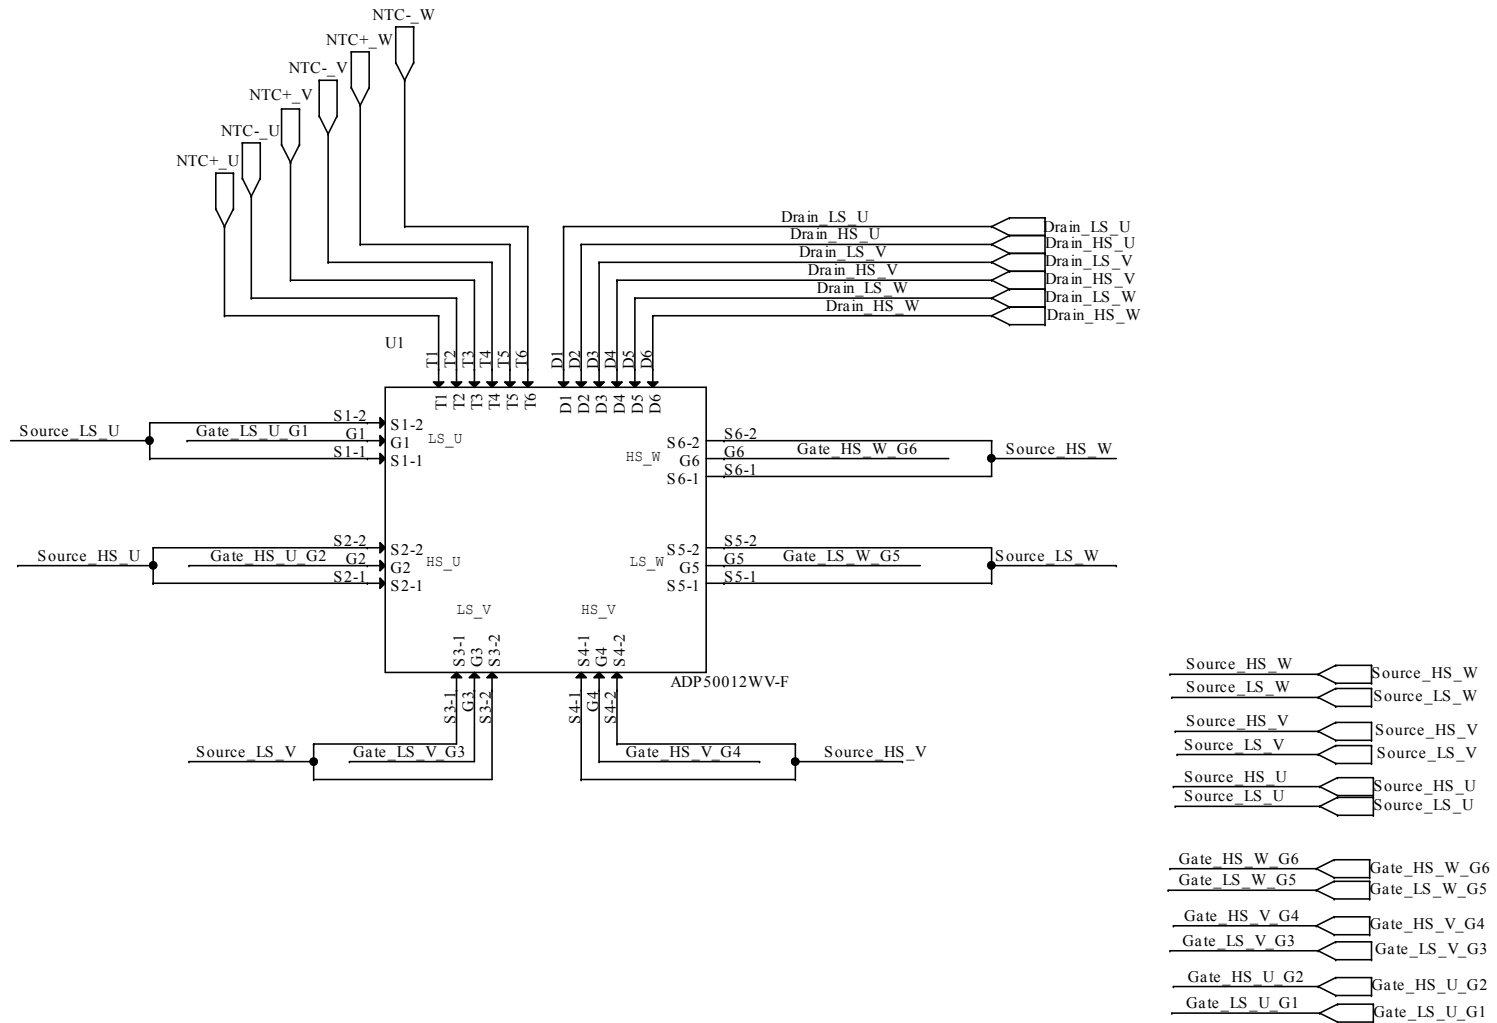 NTC-_W
NTC+_W
NTC-_V
NTC+_V
NTC-_U
NTC+_U
Drain_LS_U Drain_LS_U
Drain_HS_U Drain_HS_U
Drain_LS_V Drain_LS_V
Drain_HS_V Drain_HS_V
Drain_LS_W Drain_LS_W
Drain_HS_W Drain_HS_W
U1
T1 T2 T3 T4 T5 T6 D1 D2 D3 D4 D5 D6
T1 T2 T3 T4 T5 T6 D1 D2 D3 D4 D5 D6
S1-2 S1-2
Source_LS_U Gate_LS_U_G1 G1 G1 LS_U
S1-1 S1-1
S6-2 S6-2
HS_W G6 G6 Gate_HS_W_G6 Source_HS_W
S6-1 S6-1
S2-2 S2-2
Source_HS_U Gate_HS_U_G2 G2 G2 HS_U
S2-1 S2-1
S5-2 S5-2
LS_W G5 G5 Gate_LS_W_G5 Source_LS_W
S5-1 S5-1
LS_V HS_V
S3-1 G3 S3-2 S4-1 G4 S4-2
ADP50012WV-F
S3-1 G3 S3-2 S4-1 G4 S4-2
Source_LS_V Gate_LS_V_G3 Gate_HS_V_G4 Source_HS_V
Source_HS_W Source_HS_W
Source_LS_W Source_LS_W
Source_HS_V Source_HS_V
Source_LS_V Source_LS_V
Source_HS_U Source_HS_U
Source_LS_U Source_LS_U
Gate_HS_W_G6 Gate_HS_W_G6
Gate_LS_W_G5 Gate_LS_W_G5
Gate_HS_V_G4 Gate_HS_V_G4
Gate_LS_V_G3 Gate_LS_V_G3
Gate_HS_U_G2 Gate_HS_U_G2
Gate_LS_U_G1 Gate_LS_U_G1